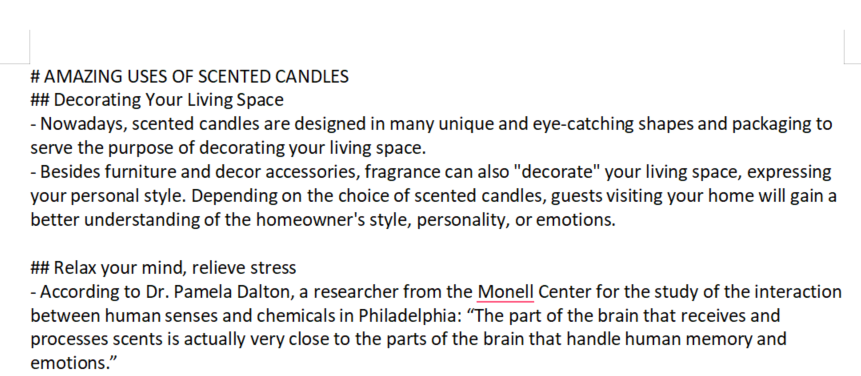 # AMAZING USES OF SCENTED CANDLES
## Decorating Your Living Space
- Nowadays, scented candles are designed in many unique and eye-catching shapes and packaging to
serve the purpose of decorating your living space.
- Besides furniture and decor accessories, fragrance can also "decorate" your living space, expressing
your personal style. Depending on the choice of scented candles, guests visiting your home will gain a
better understanding of the homeowner's style, personality, or emotions.

## Relax your mind, relieve stress
- According to Dr. Pamela Dalton, a researcher from the Monell Center for the study of the interaction
between human senses and chemicals in Philadelphia: “The part of the brain that receives and
processes scents is actually very close to the parts of the brain that handle human memory and
emotions.”